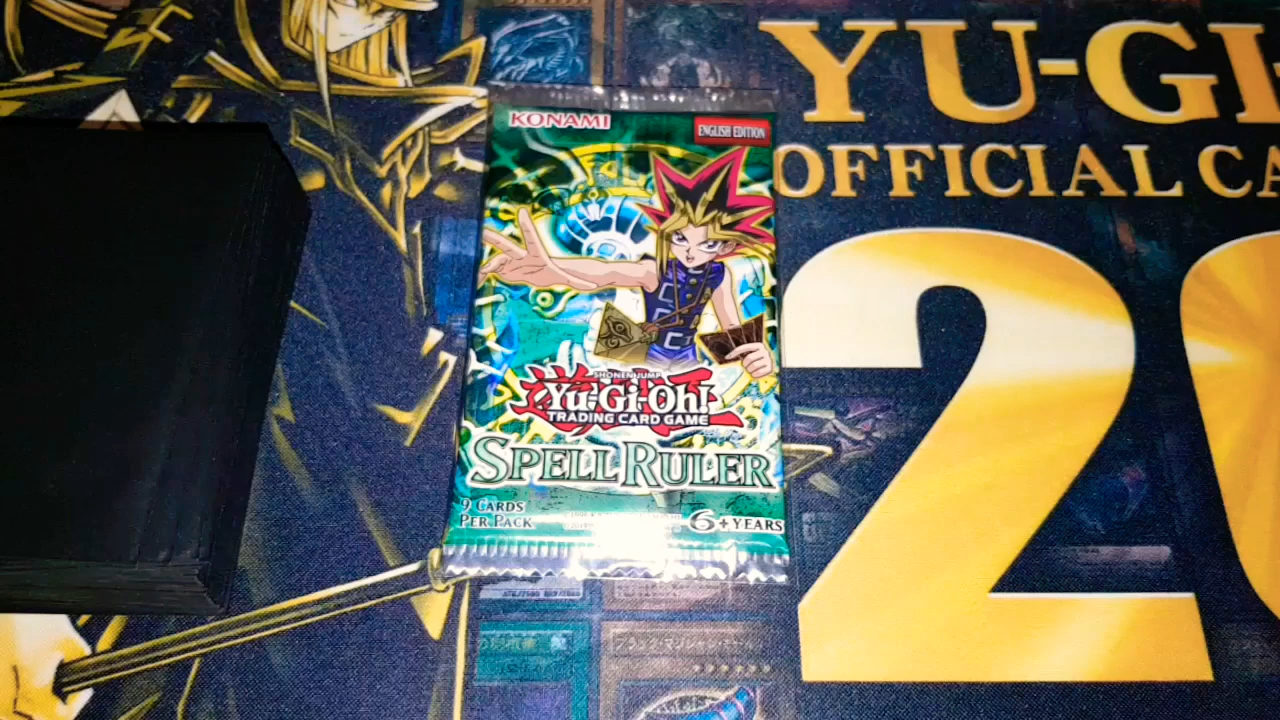 YU-GI
OFFICIAL CA
2
KONAMI
ENGLISH EDITION
SHONEN JUMP
Yu-Gi-Oh!
TRADING CARD GAME
SPELL RULER
9 CARDS
PER PACK
6+ YEARS